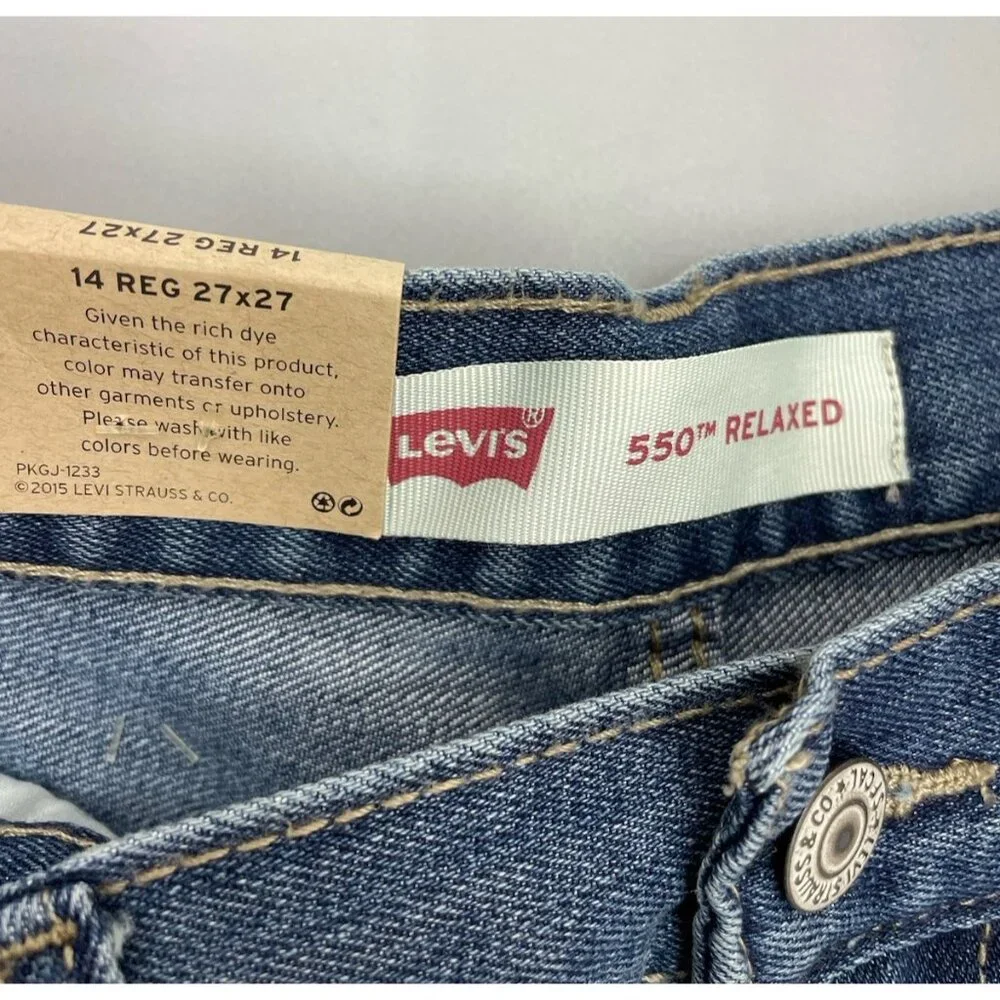 14 REG 27x27
14 REG 27x27
Given the rich dye
characteristic of this product,
color may transfer onto
other garments or upholstery.
Please wash with like
colors before wearing.
PKGJ-1233
©2015 LEVI STRAUSS & CO.
Levi's®
550™ RELAXED
LEVI STRAUSS & CO. ★ S.F.CAL ★